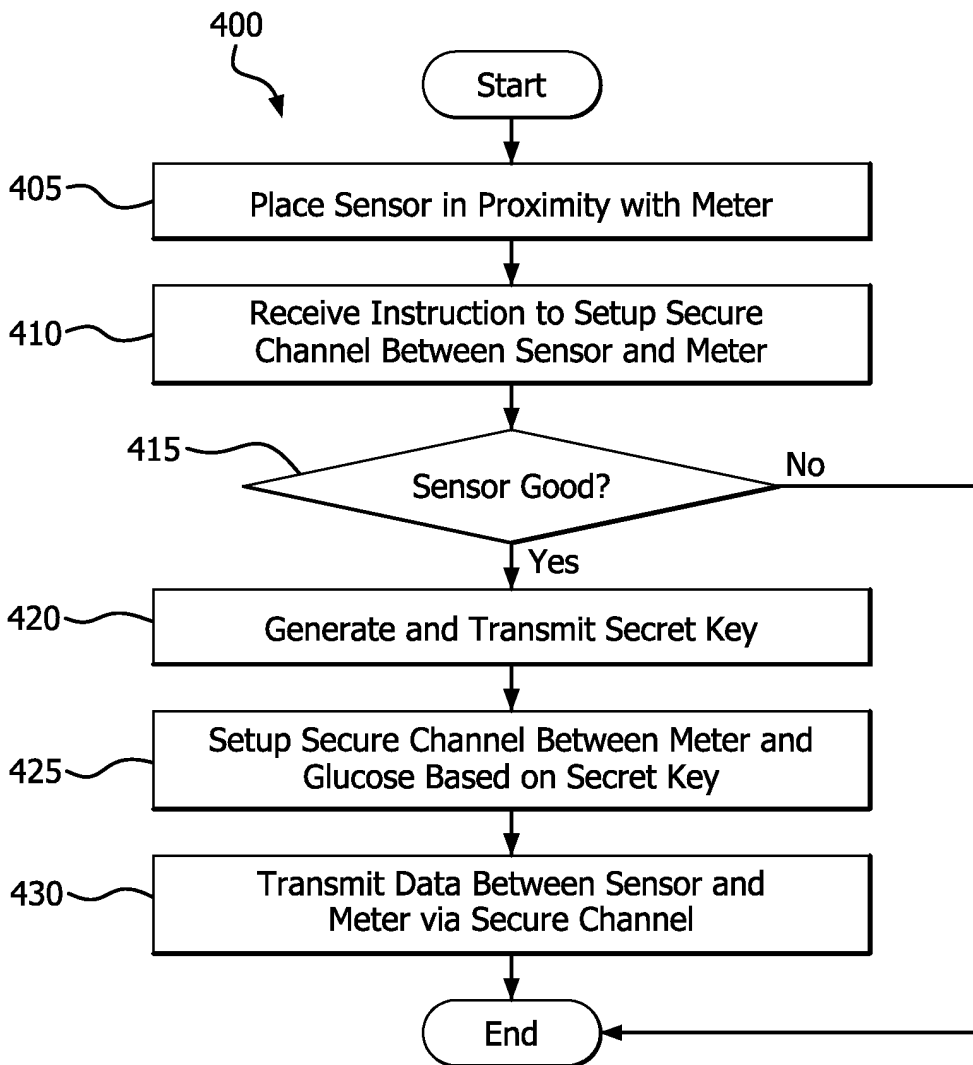 400
Start
405
Place Sensor in Proximity with Meter
410
Receive Instruction to Setup Secure
Channel Between Sensor and Meter
415
Sensor Good?
No
Yes
420
Generate and Transmit Secret Key
425
Setup Secure Channel Between Meter and
Glucose Based on Secret Key
430
Transmit Data Between Sensor and
Meter via Secure Channel
End